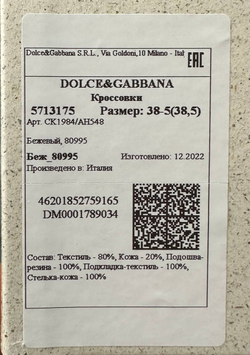 Dolce&Gabbana S.R.L., Via Goldoni,10 Milano - Ital
EAC
DOLCE&GABBANA
Кроссовки
5713175 Размер: 38-5(38,5)
Арт. CK1984/AH548
Бежевый, 80995
Беж_80995 Изготовлено: 12.2022
Произведено в: Италия
46201852759165
DM0001789034
Состав: Текстиль - 80%, Кожа - 20%, Подошва-
резина - 100%, Подкладка-текстиль - 100%,
Стелька-кожа - 100%